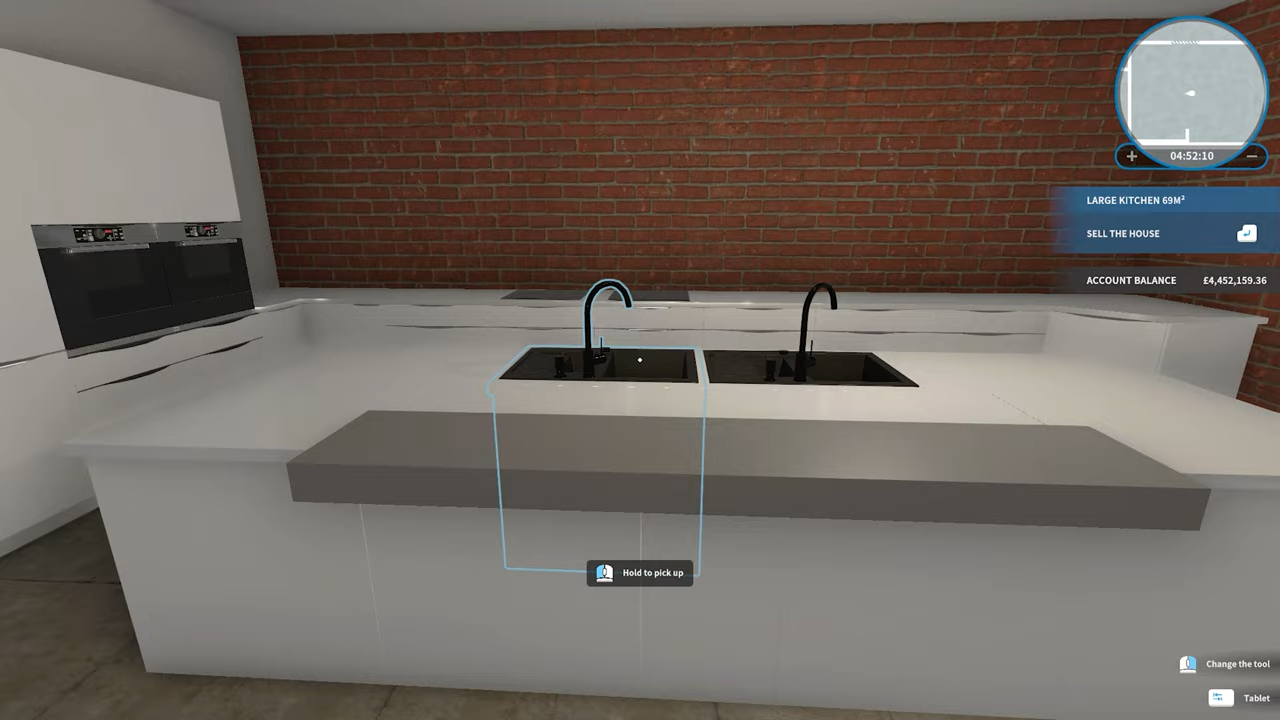 04:52:10
LARGE KITCHEN 69M²
SELL THE HOUSE
ACCOUNT BALANCE £4,452,159.36
Hold to pick up
Change the tool
Tablet